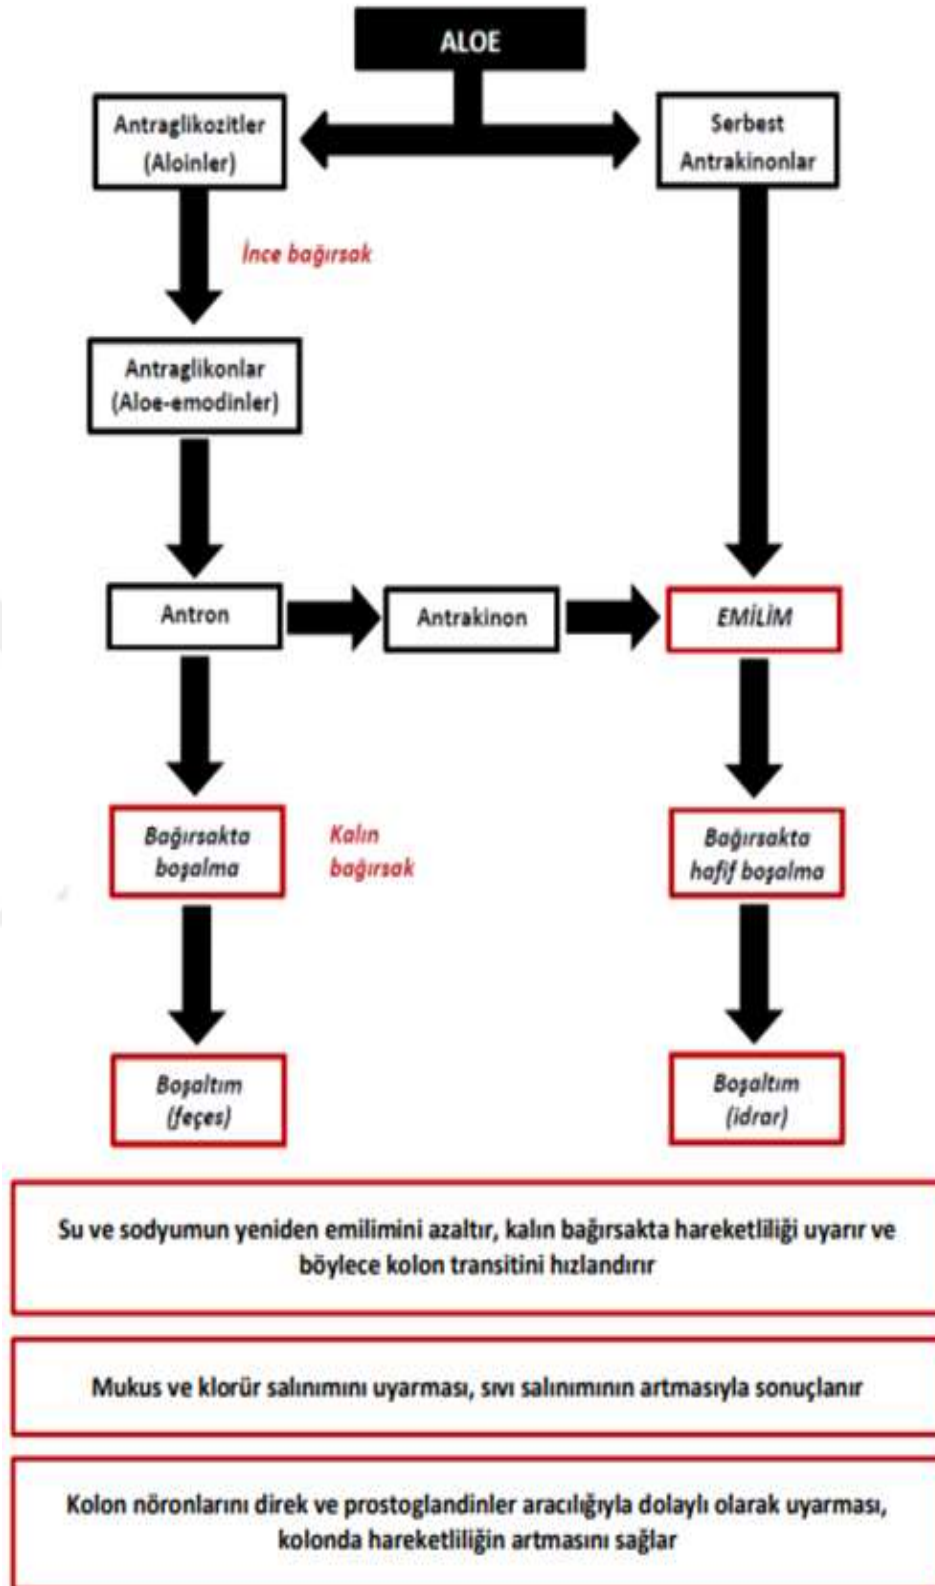 ALOE
Antraglikozitler
(Aloinler)
Serbest
Antrakinonlar
İnce bağırsak
Antraglikonlar
(Aloe-emodinler)
Antron
Antrakinon
EMİLİM
Bağırsakta
boşalma
Kalın
bağırsak
Bağırsakta
hafif boşalma
Boşaltım
(feçes)
Boşaltım
(idrar)
Su ve sodyumun yeniden emilimini azaltır, kalın bağırsakta hareketliliği uyarır ve
böylece kolon transitini hızlandırır
Mukus ve klorür salınımını uyarması, sıvı salınımının artmasıyla sonuçlanır
Kolon nöronlarını direk ve prostoglandinler aracılığıyla dolaylı olarak uyarması,
kolonda hareketliliğin artmasını sağlar